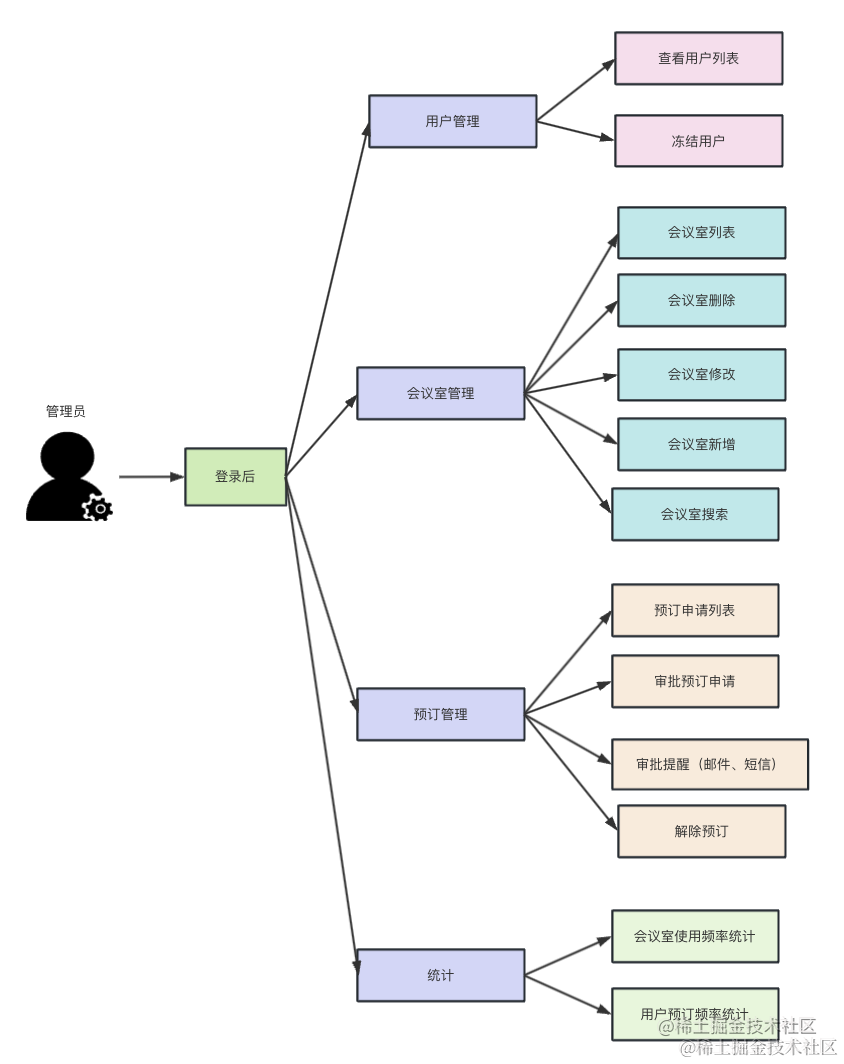 管理员
登录后
用户管理
查看用户列表
冻结用户
会议室管理
会议室列表
会议室删除
会议室修改
会议室新增
会议室搜索
预订管理
预订申请列表
审批预订申请
审批提醒（邮件、短信）
解除预订
统计
会议室使用频率统计
用户预订频率统计
@稀土掘金技术社区
@稀土掘金技术社区